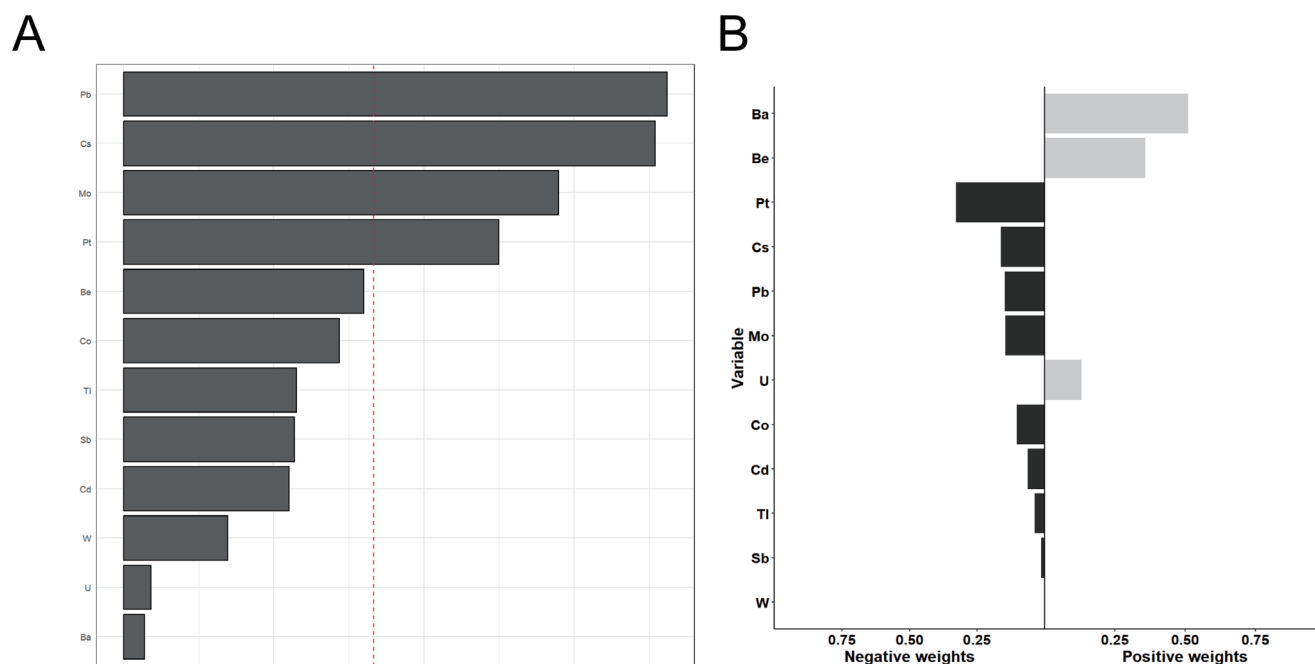 A
Pb
Cs
Mo
Pt
Be
Co
Tl
Sb
Cd
W
U
Ba
B
Variable
Ba
Be
Pt
Cs
Pb
Mo
U
Co
Cd
Tl
Sb
W
0.75 0.50 0.25 0.25 0.50 0.75
Negative weights Positive weights